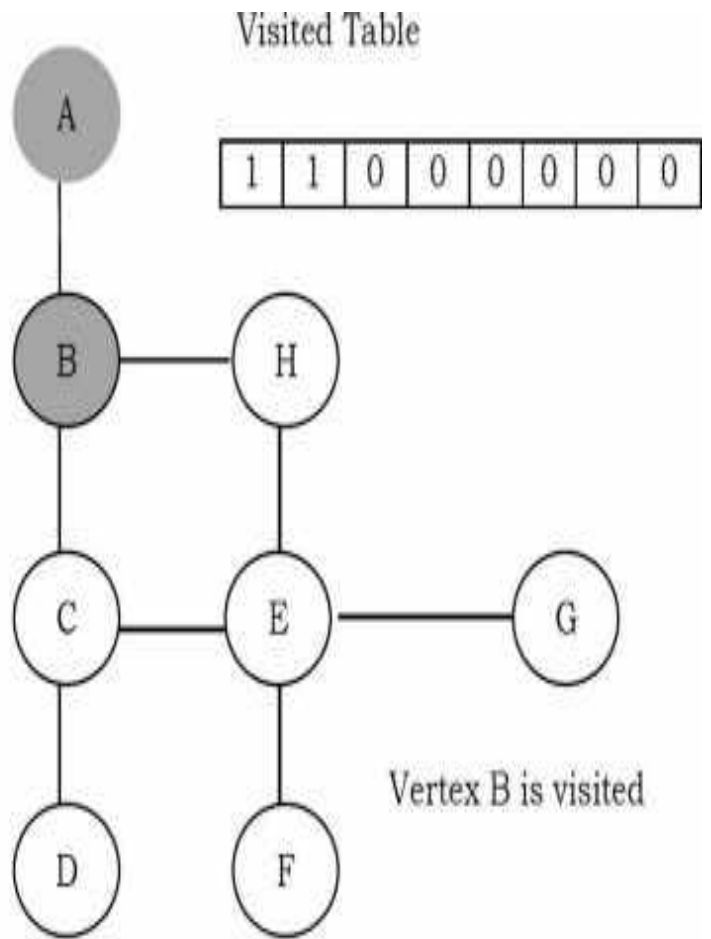 Visited Table
A
1 1 0 0 0 0 0 0
B H
C E G
Vertex B is visited
D F